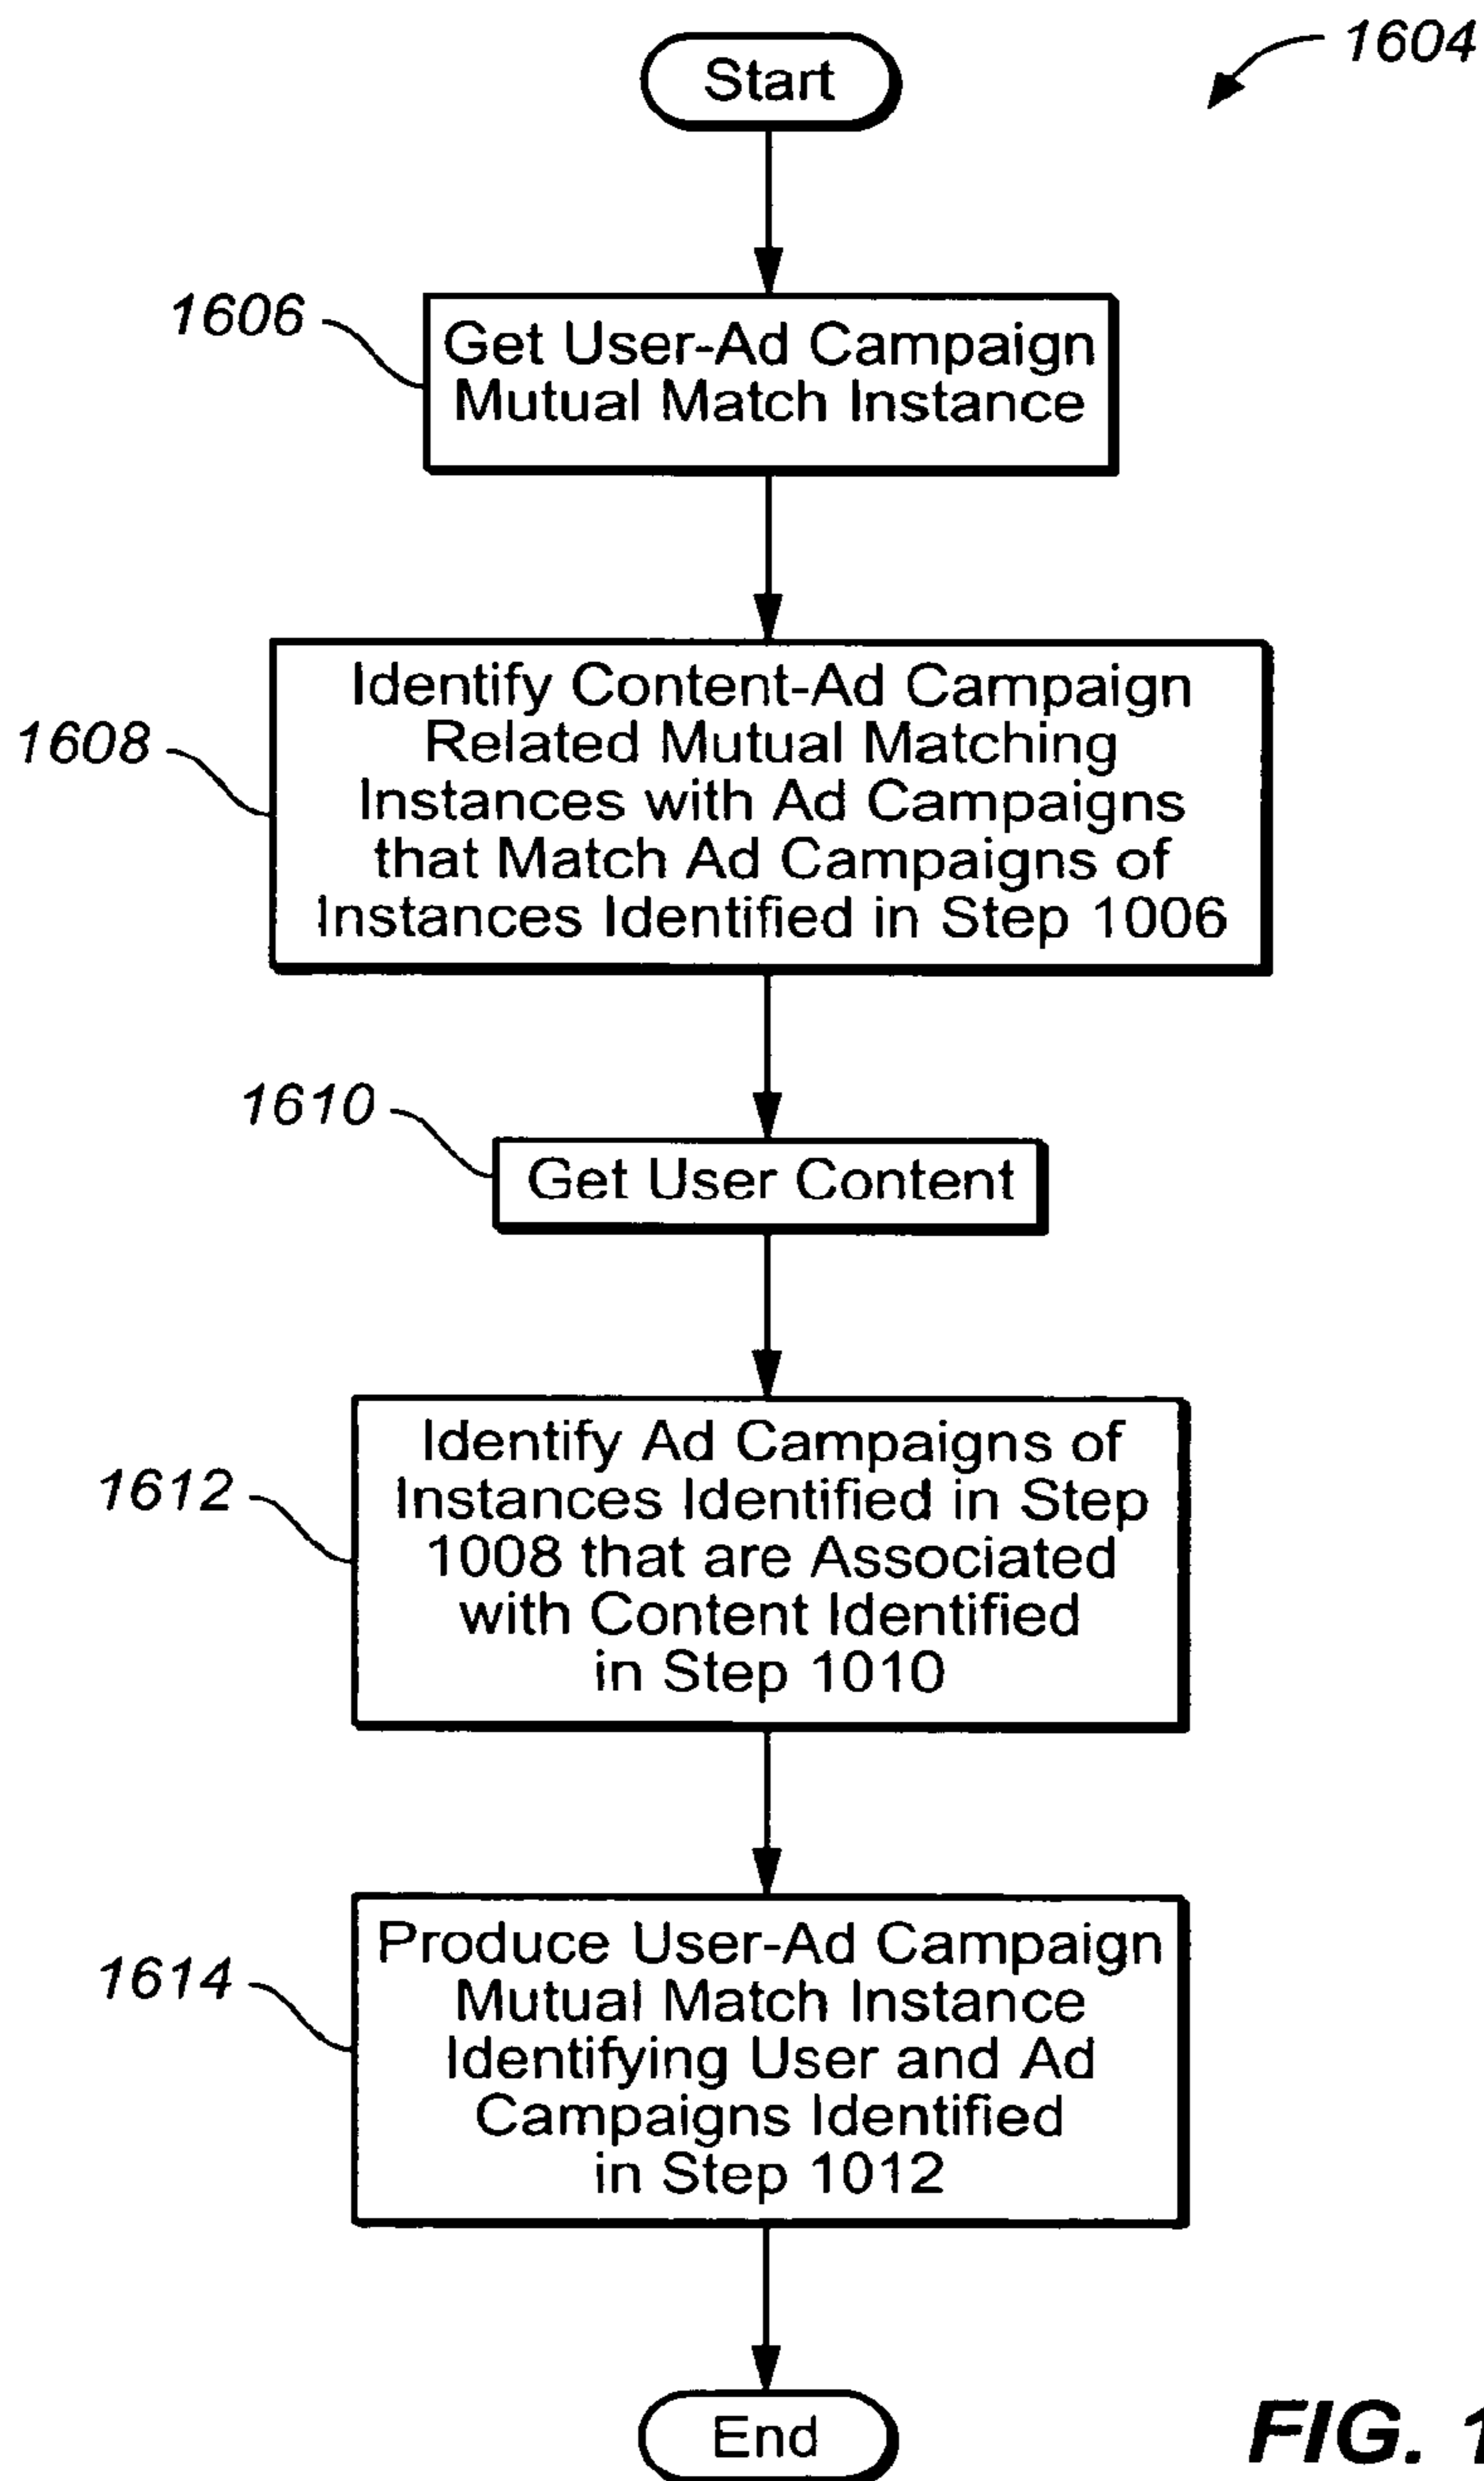 1604
Start
1606
Get User-Ad Campaign
Mutual Match Instance
1608
Identify Content-Ad Campaign
Related Mutual Matching
Instances with Ad Campaigns
that Match Ad Campaigns of
Instances Identified in Step 1006
1610
Get User Content
1612
Identify Ad Campaigns of
Instances Identified in Step
1008 that are Associated
with Content Identified
in Step 1010
1614
Produce User-Ad Campaign
Mutual Match Instance
Identifying User and Ad
Campaigns Identified
in Step 1012
End
FIG.